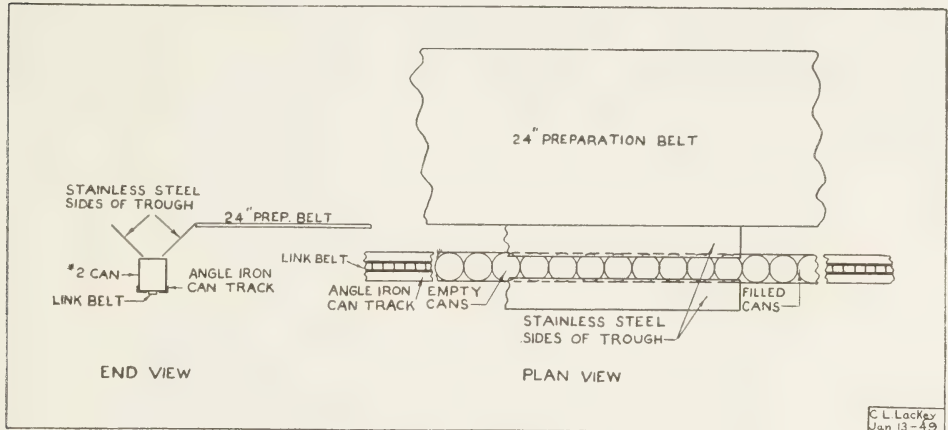 24" PREPARATION BELT
STAINLESS STEEL
SIDES OF TROUGH
24" PREP. BELT
#2 CAN
ANGLE IRON
CAN TRACK
LINK BELT
LINK BELT
ANGLE IRON
CAN TRACK
EMPTY
CANS
FILLED
CANS
STAINLESS STEEL
SIDES OF TROUGH
END VIEW
PLAN VIEW
C.L.Lackey
Jan 13-49